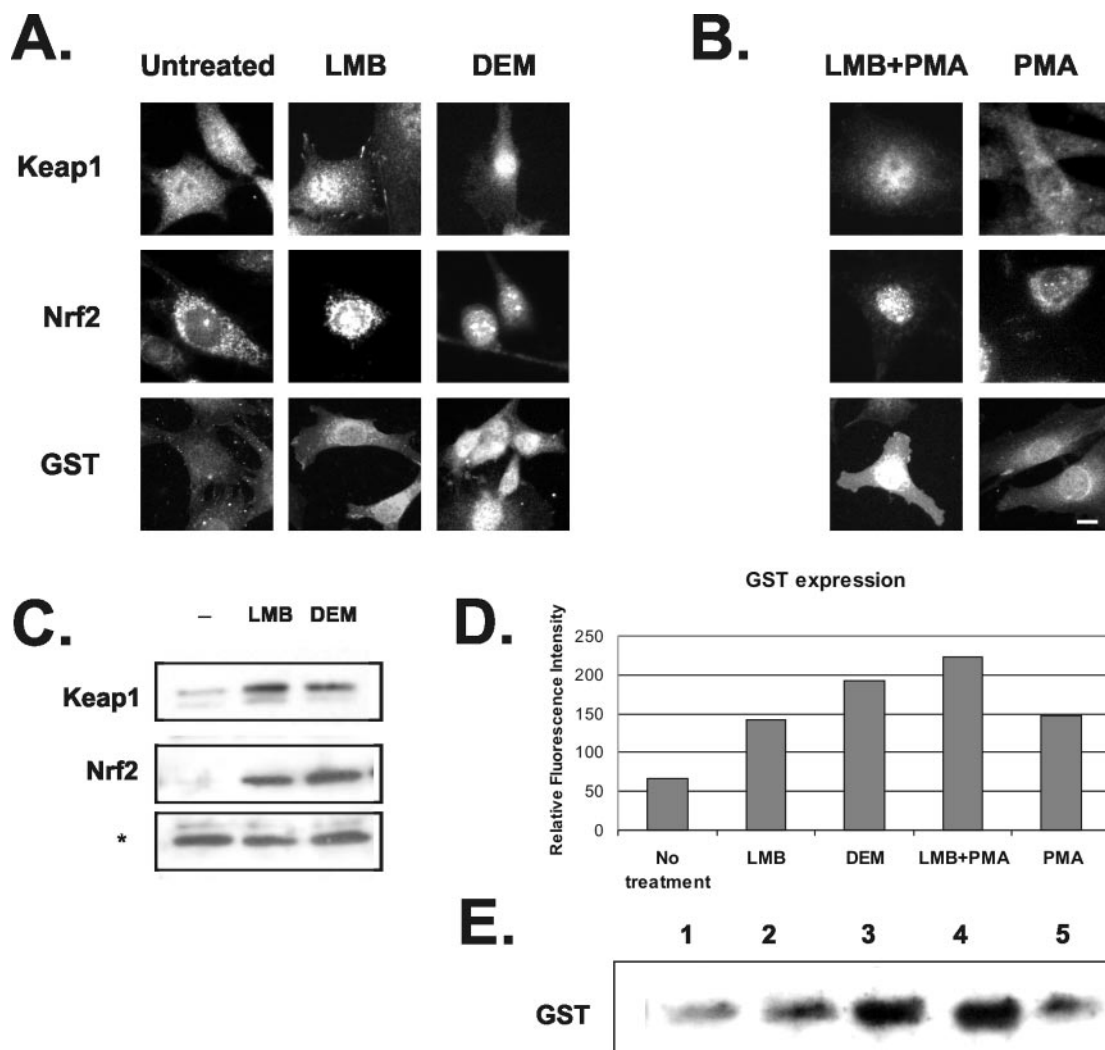 A.
Untreated LMB DEM
Keap1
Nrf2
GST
B.
LMB+PMA PMA
C.
– LMB DEM
Keap1
Nrf2
*
D.
GST expression
Relative Fluorescence Intensity
250
200
150
100
50
0
No treatment LMB DEM LMB+PMA PMA
E.
1 2 3 4 5
GST